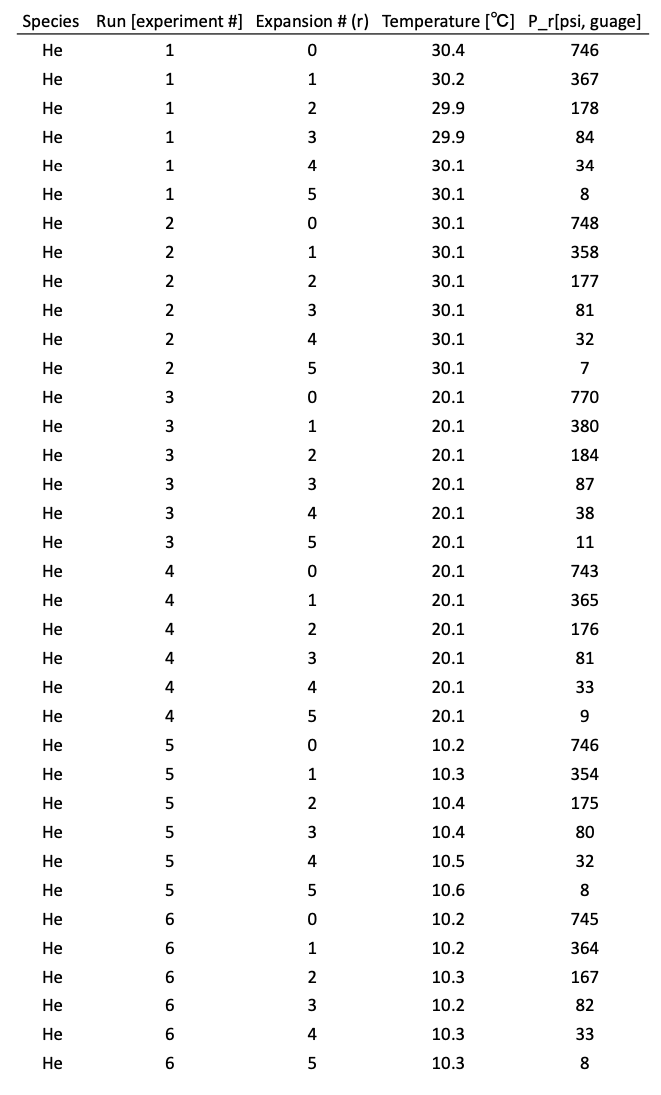 Species Run [experiment #] Expansion # (r) Temperature [℃] P_r[psi, guage]
He 1 0 30.4 746
He 1 1 30.2 367
He 1 2 29.9 178
He 1 3 29.9 84
He 1 4 30.1 34
He 1 5 30.1 8
He 2 0 30.1 748
He 2 1 30.1 358
He 2 2 30.1 177
He 2 3 30.1 81
He 2 4 30.1 32
He 2 5 30.1 7
He 3 0 20.1 770
He 3 1 20.1 380
He 3 2 20.1 184
He 3 3 20.1 87
He 3 4 20.1 38
He 3 5 20.1 11
He 4 0 20.1 743
He 4 1 20.1 365
He 4 2 20.1 176
He 4 3 20.1 81
He 4 4 20.1 33
He 4 5 20.1 9
He 5 0 10.2 746
He 5 1 10.3 354
He 5 2 10.4 175
He 5 3 10.4 80
He 5 4 10.5 32
He 5 5 10.6 8
He 6 0 10.2 745
He 6 1 10.2 364
He 6 2 10.3 167
He 6 3 10.2 82
He 6 4 10.3 33
He 6 5 10.3 8